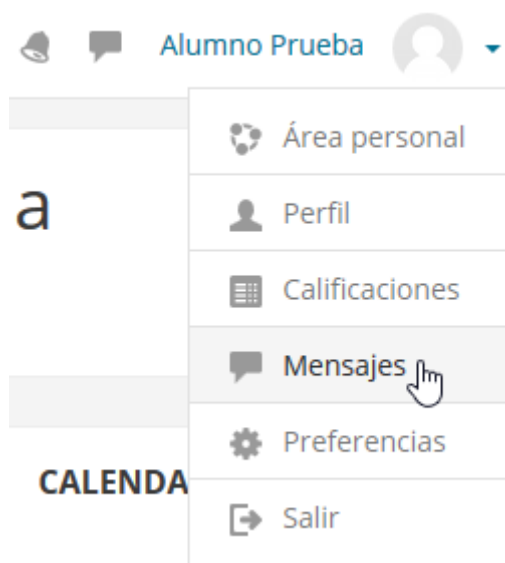 Alumno Prueba
Área personal
a
Perfil
Calificaciones
Mensajes
Preferencias
CALENDA
Salir